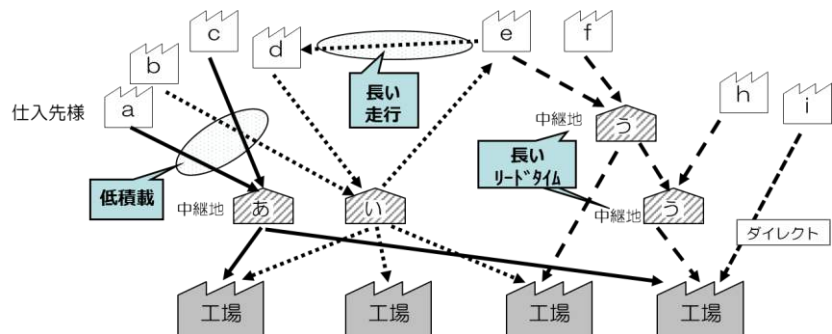 c
e
f
d
b
長い
走行
h
i
仕入先様
a
中継地
う
長い
リードタイム
低積載
中継地
あ
い
中継地
う
ダイレクト
工場
工場
工場
工場